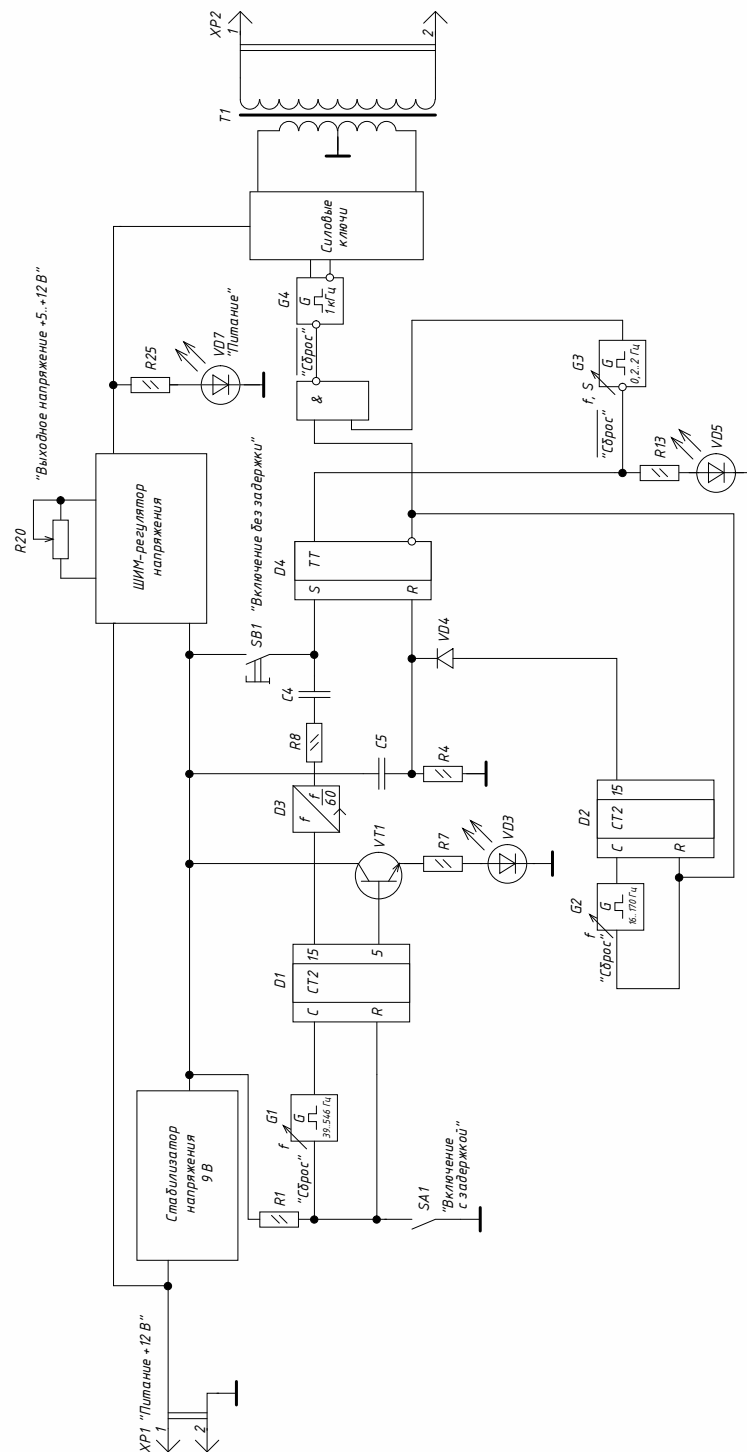 XP1 "Питание +12 В"
1
2
Стабилизатор
напряжения
9 В
R1
"Сброс"
G1
f
G
39...546 Гц
SA1
"Включение
с задержкой"
D1
C
CT2
15
R
5
VT1
R7
VD3
D3
f
f
60
R8
C4
C5
R4
SB1
"Включение без задержки"
R20
"Выходное напряжение +5..+12 В"
ШИМ-регулятор
напряжения
D4
S
TT
R
VD4
"Сброс"
G2
f
G
16...170 Гц
D2
C
CT2
15
R
R25
VD7
"Питание"
&
"Сброс"
G4
G
1 кГц
"Сброс"
G3
f, S
G
0,2...2 Гц
R13
VD5
Силовые
ключи
T1
XP2
1
2